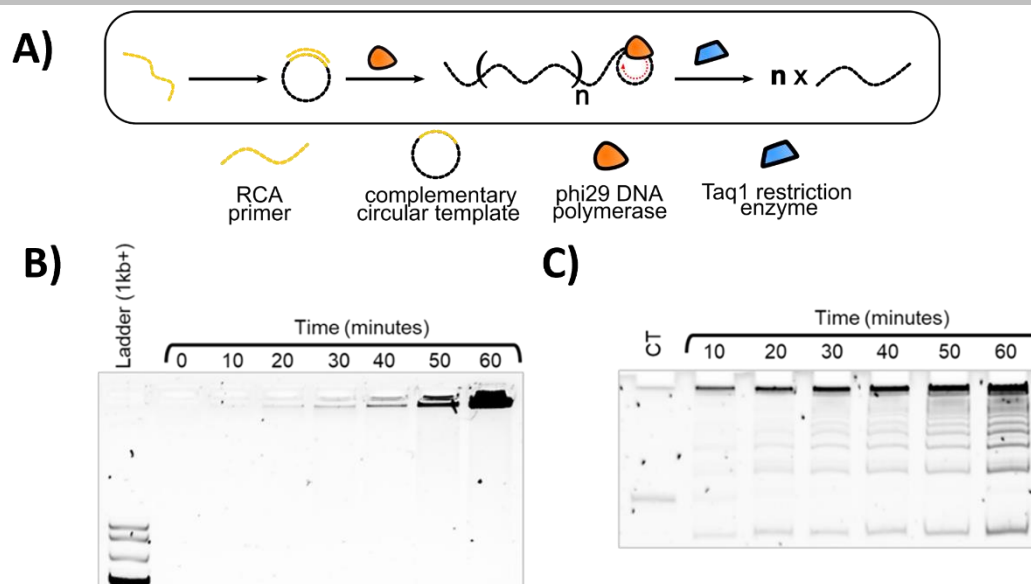 A)
n
n x
RCA
primer
complementary
circular template
phi29 DNA
polymerase
Taq1 restriction
enzyme
B)
Ladder (1kb+)
Time (minutes)
0 10 20 30 40 50 60
C)
CT
Time (minutes)
10 20 30 40 50 60